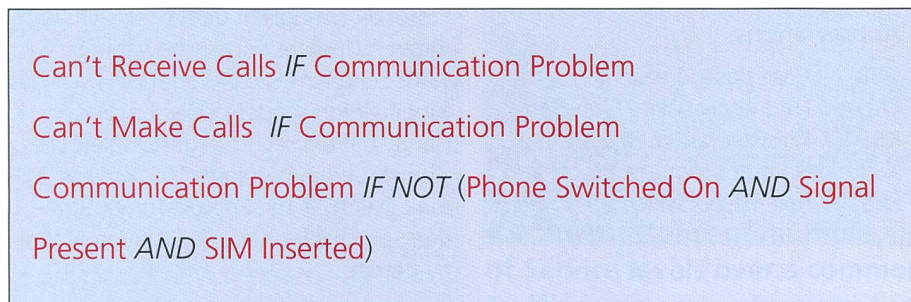 Can't Receive Calls IF Communication Problem
Can't Make Calls IF Communication Problem
Communication Problem IF NOT (Phone Switched On AND Signal
Present AND SIM Inserted)